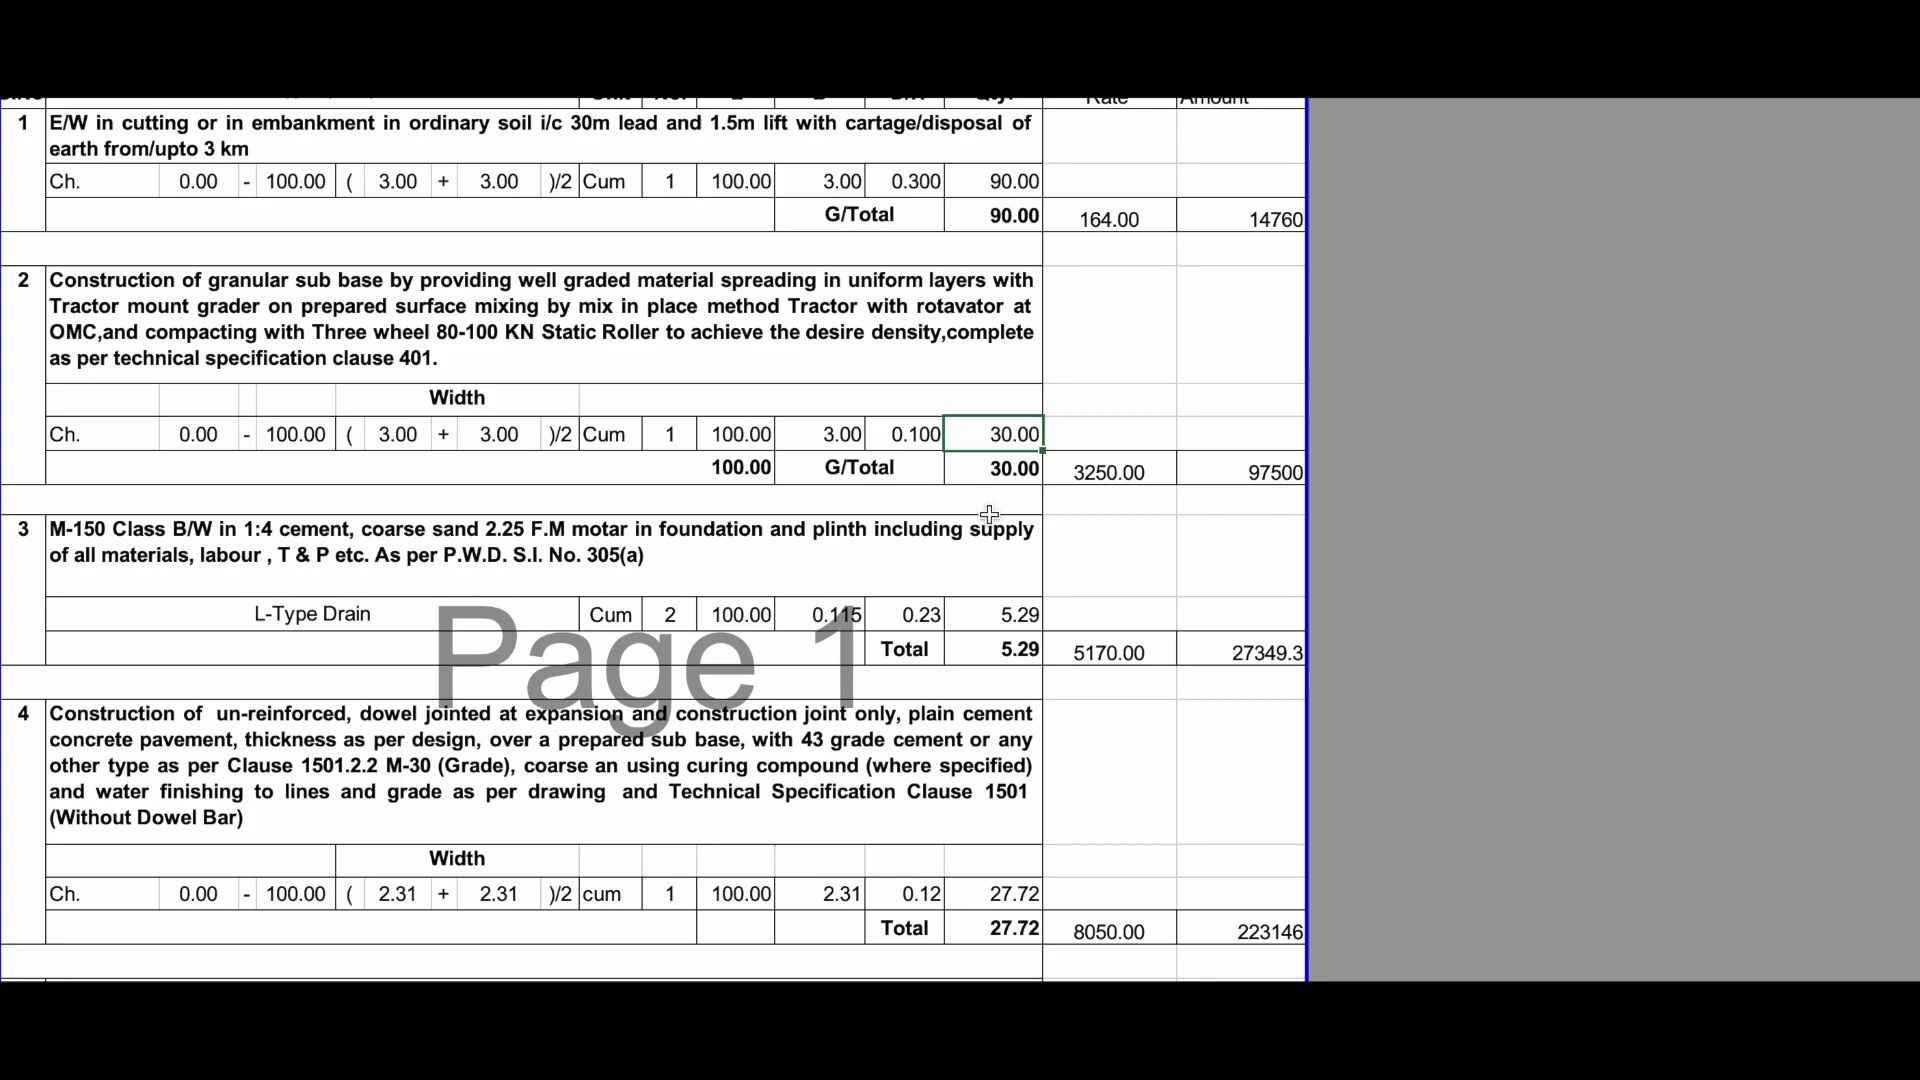 Rate Amount
1 E/W in cutting or in embankment in ordinary soil i/c 30m lead and 1.5m lift with cartage/disposal of
earth from/upto 3 km
Ch. 0.00 - 100.00 ( 3.00 + 3.00 )/2 Cum 1 100.00 3.00 0.300 90.00
G/Total 90.00 164.00 14760
2 Construction of granular sub base by providing well graded material spreading in uniform layers with
Tractor mount grader on prepared surface mixing by mix in place method Tractor with rotavator at
OMC,and compacting with Three wheel 80-100 KN Static Roller to achieve the desire density,complete
as per technical specification clause 401.
Width
Ch. 0.00 - 100.00 ( 3.00 + 3.00 )/2 Cum 1 100.00 3.00 0.100 30.00
100.00 G/Total 30.00 3250.00 97500
3 M-150 Class B/W in 1:4 cement, coarse sand 2.25 F.M motar in foundation and plinth including supply
of all materials, labour , T & P etc. As per P.W.D. S.I. No. 305(a)
L-Type Drain Cum 2 100.00 0.115 0.23 5.29
Total 5.29 5170.00 27349.3
Page 1
4 Construction of un-reinforced, dowel jointed at expansion and construction joint only, plain cement
concrete pavement, thickness as per design, over a prepared sub base, with 43 grade cement or any
other type as per Clause 1501.2.2 M-30 (Grade), coarse an using curing compound (where specified)
and water finishing to lines and grade as per drawing and Technical Specification Clause 1501
(Without Dowel Bar)
Width
Ch. 0.00 - 100.00 ( 2.31 + 2.31 )/2 cum 1 100.00 2.31 0.12 27.72
Total 27.72 8050.00 223146